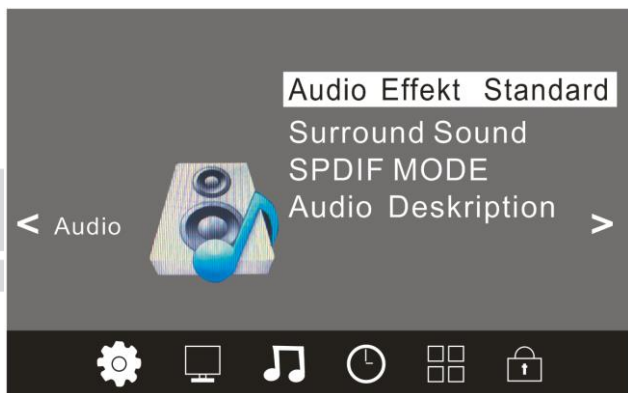 Audio Effekt Standard
Surround Sound
SPDIF MODE
Audio Deskription
< Audio >